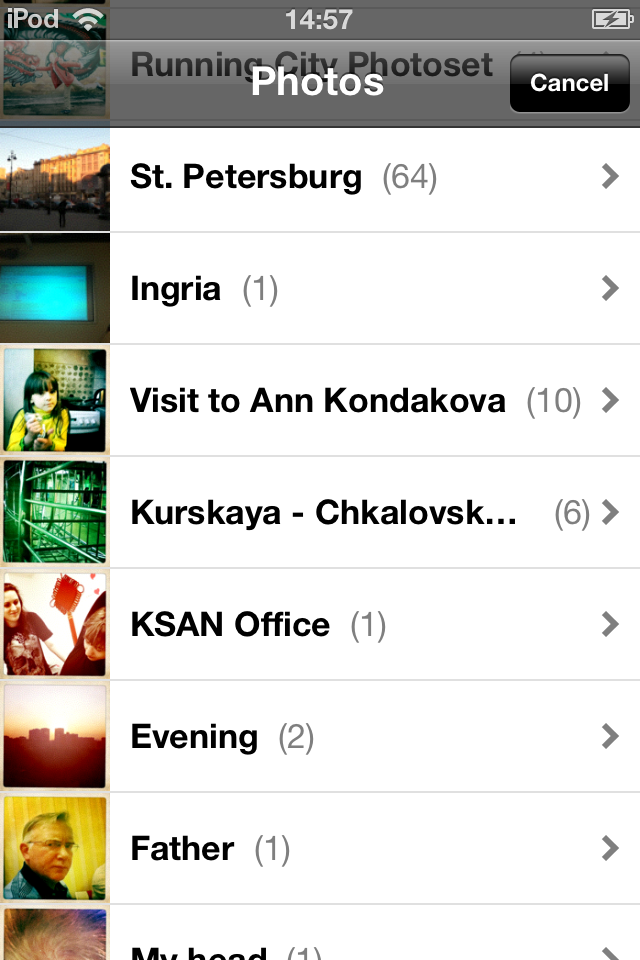 iPod 14:57
Running City Photoset (1)
Photos Cancel
St. Petersburg (64)
Ingria (1)
Visit to Ann Kondakova (10)
Kurskaya - Chkalovsk... (6)
KSAN Office (1)
Evening (2)
Father (1)
My head (1)